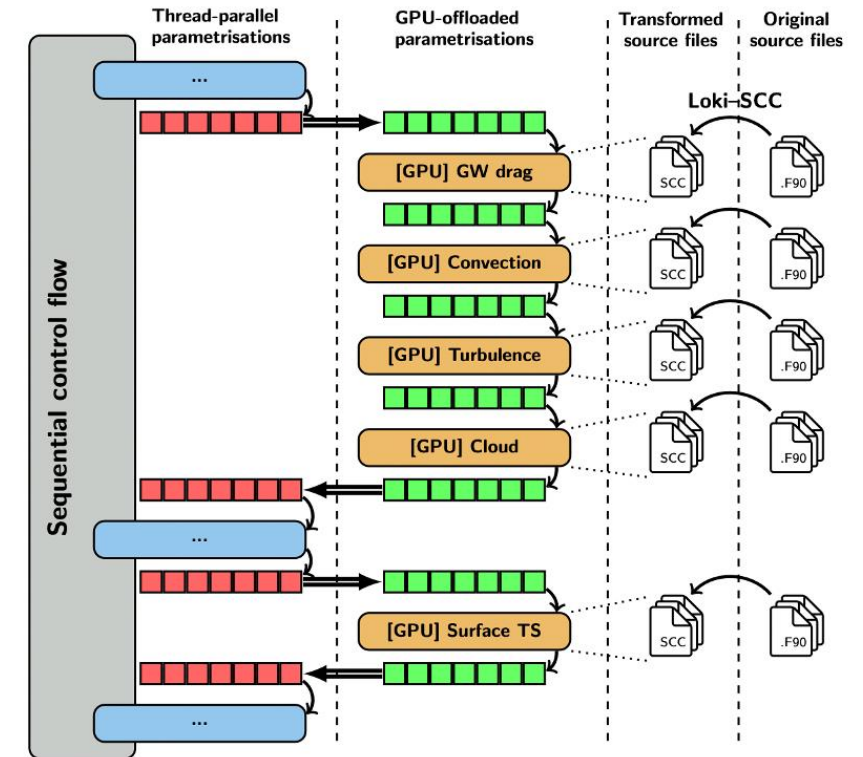 Thread-parallel
parametrisations
GPU-offloaded
parametrisations
Transformed
source files
Original
source files
...
Loki–SCC
[GPU] GW drag
SCC
.F90
[GPU] Convection
SCC
.F90
Sequential control flow
[GPU] Turbulence
SCC
.F90
[GPU] Cloud
SCC
.F90
...
[GPU] Surface TS
SCC
.F90
...